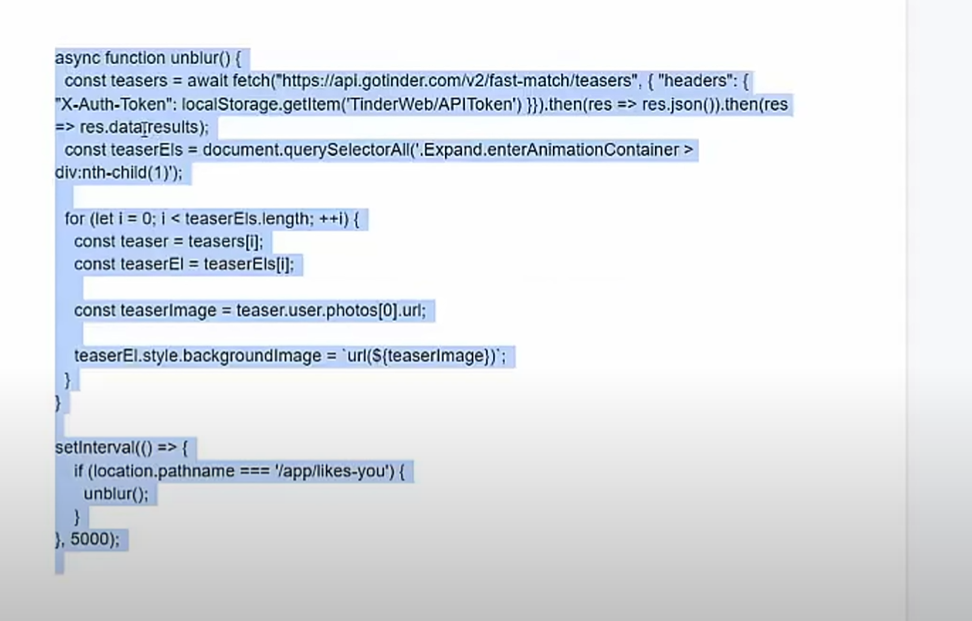 async function unblur() {
const teasers = await fetch("https://api.gotinder.com/v2/fast-match/teasers", { "headers": {
"X-Auth-Token": localStorage.getItem('TinderWeb/APIToken') }}).then(res => res.json()).then(res
=> res.data.results);
const teaserEls = document.querySelectorAll('.Expand.enterAnimationContainer >
div:nth-child(1)');
for (let i = 0; i < teaserEls.length; ++i) {
const teaser = teasers[i];
const teaserEl = teaserEls[i];
const teaserImage = teaser.user.photos[0].url;
teaserEl.style.backgroundImage = `url(${teaserImage})`;
}
}
setInterval(() => {
if (location.pathname === '/app/likes-you') {
unblur();
}
}, 5000);